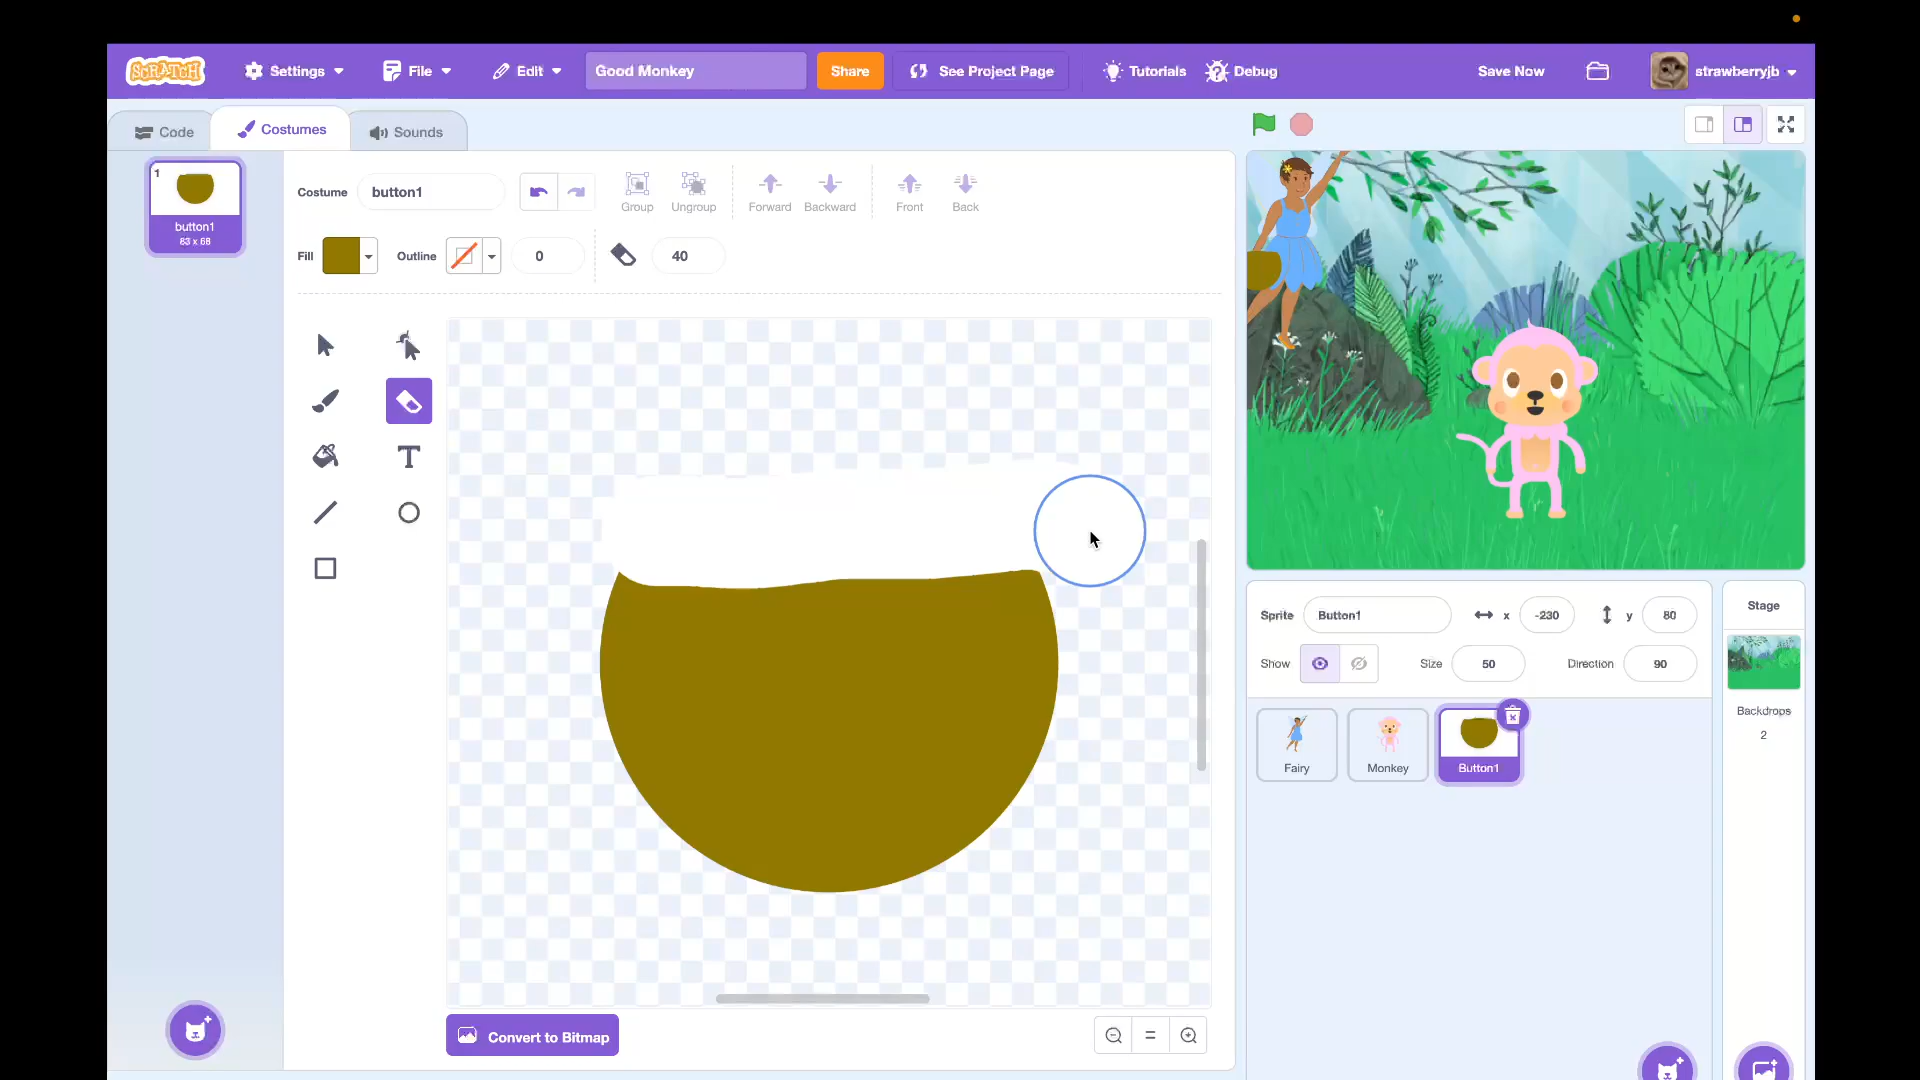 SCRATCH
Settings
File
Edit
Good Monkey
Share
See Project Page
Tutorials
Debug
Save Now
strawberryjb
Code
Costumes
Sounds
1
button1
83 x 68
Costume
button1
Group
Ungroup
Forward
Backward
Front
Back
Fill
Outline
0
40
T
Convert to Bitmap
Sprite
Button1
x
-230
y
80
Show
Size
50
Direction
90
Fairy
Monkey
Button1
Stage
Backdrops
2